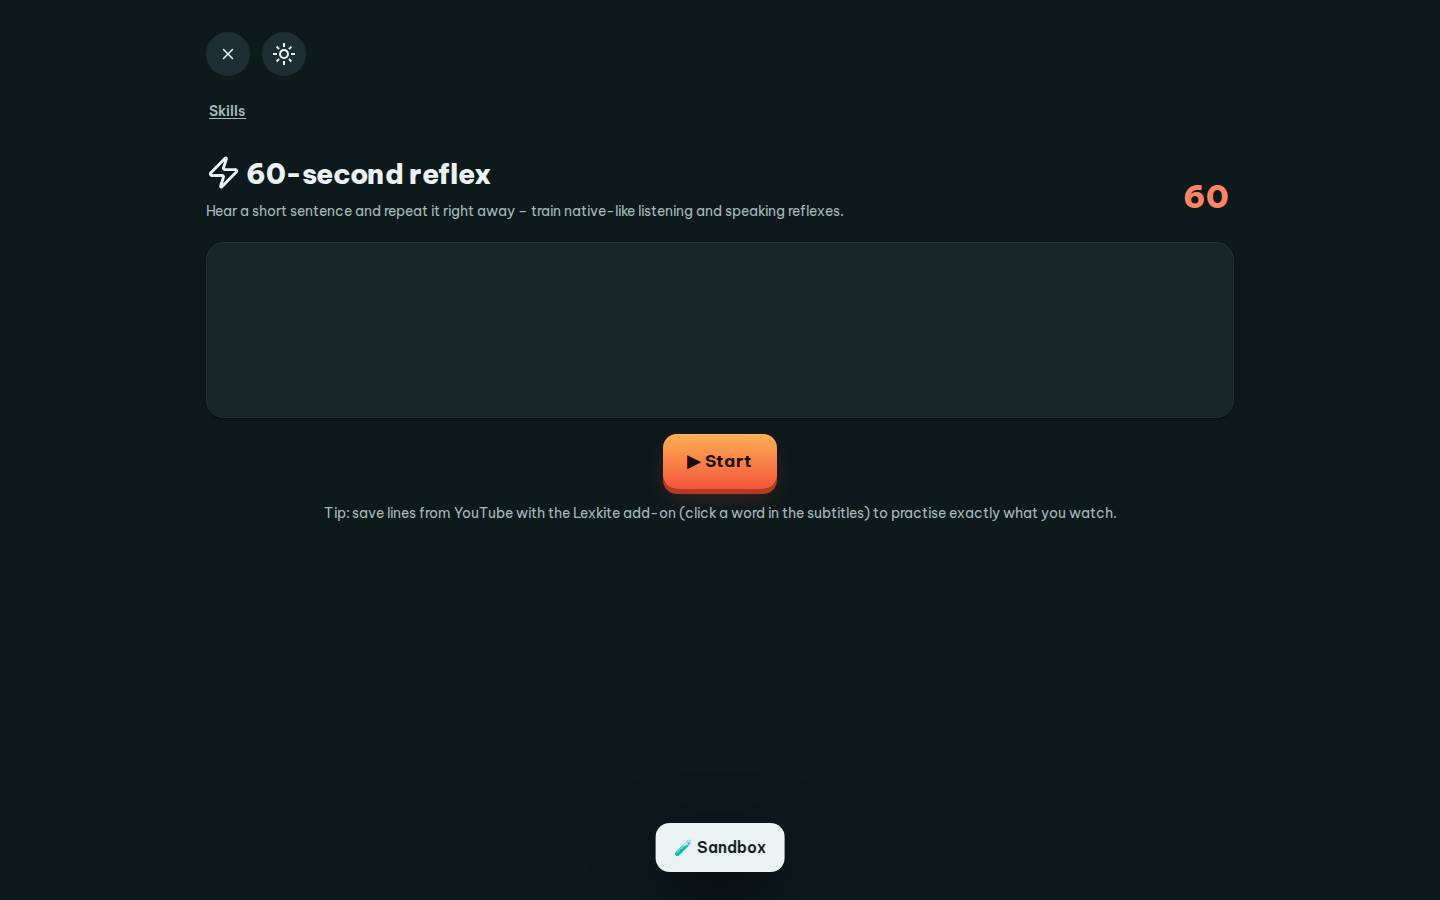 Skills
60-second reflex
Hear a short sentence and repeat it right away – train native-like listening and speaking reflexes.
60
▶ Start
Tip: save lines from YouTube with the Lexkite add-on (click a word in the subtitles) to practise exactly what you watch.
🧪 Sandbox